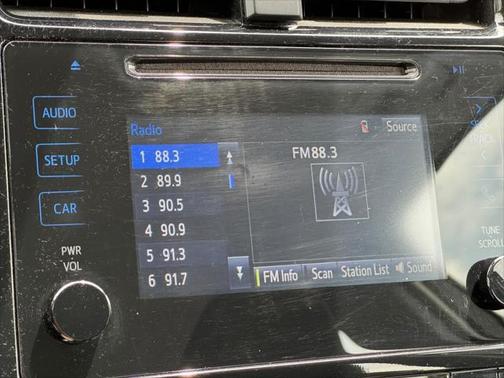 AUDIO
SETUP
CAR
PWR
VOL
Radio
Source
1 88.3
2 89.9
3 90.5
4 90.9
5 91.3
6 91.7
FM88.3
FM Info
Scan
Station List
Sound
TRACK
TUNE
SCROLL